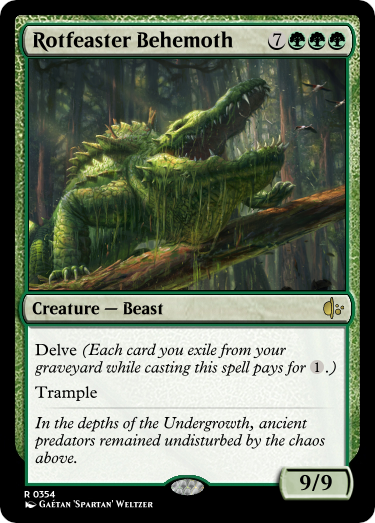 Rotfeaster Behemoth 7
Creature — Beast
Delve (Each card you exile from your
graveyard while casting this spell pays for 1.)
Trample
In the depths of the Undergrowth, ancient
predators remained undisturbed by the chaos
above.
9/9
R 0354
Gaétan 'Spartan' Weltzer